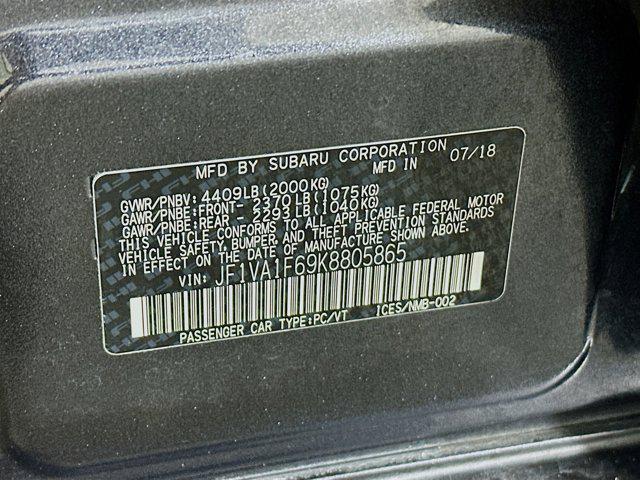 MFD BY SUBARU CORPORATION
MFD IN 07/18
GVWR/PNBV: 4409LB(2000KG)
GAWR/PNBE:FRONT- 2370LB(1075KG)
GAWR/PNBE:REAR - 2293LB(1040KG)
THIS VEHICLE CONFORMS TO ALL APPLICABLE FEDERAL MOTOR
VEHICLE SAFETY, BUMPER, AND THEFT PREVENTION STANDARDS
IN EFFECT ON THE DATE OF MANUFACTURE SHOWN ABOVE.
VIN: JF1VA1F69K8805865
PASSENGER CAR TYPE:PC/VT ICES/NMB-002